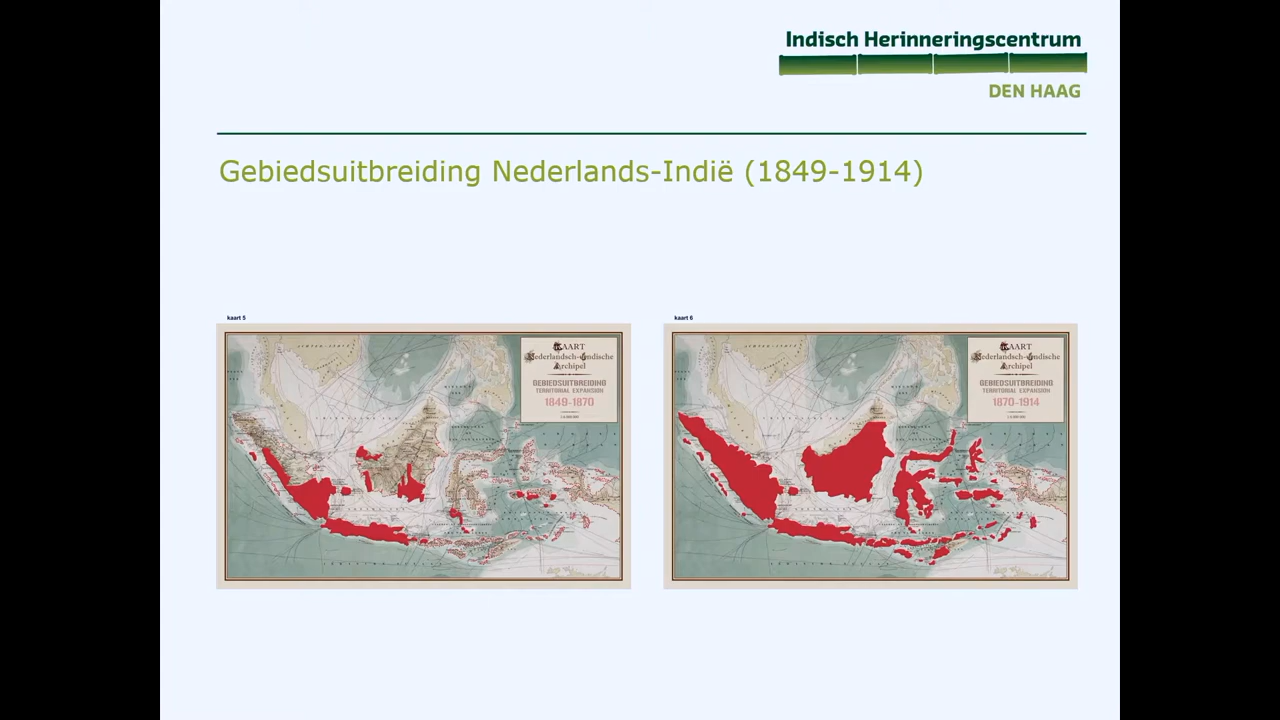 Indisch Herinneringscentrum
DEN HAAG
Gebiedsuitbreiding Nederlands-Indië (1849-1914)
kaart 5
kaart 6
KAART
Nederlandsch-Indische
Archipel
GEBIEDSUITBREIDING
TERRITORIAL EXPANSION
1849-1870
KAART
Nederlandsch-Indische
Archipel
GEBIEDSUITBREIDING
TERRITORIAL EXPANSION
1870-1914